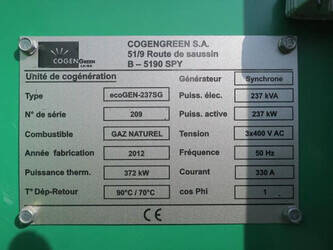 COGENGREEN
COGENGREEN S.A.
51/9 Route de saussin
B – 5190 SPY
Unité de cogénération
Générateur Synchrone
Type ecoGEN-237SG
Puiss. élec. 237 kVA
N° de série 209
Puiss. active 237 kW
Combustible GAZ NATUREL
Tension 3x400 V AC
Année fabrication 2012
Fréquence 50 Hz
Puissance therm. 372 kW
Courant 330 A
T° Dép-Retour 90°C / 70°C
cos Phi 1
CE